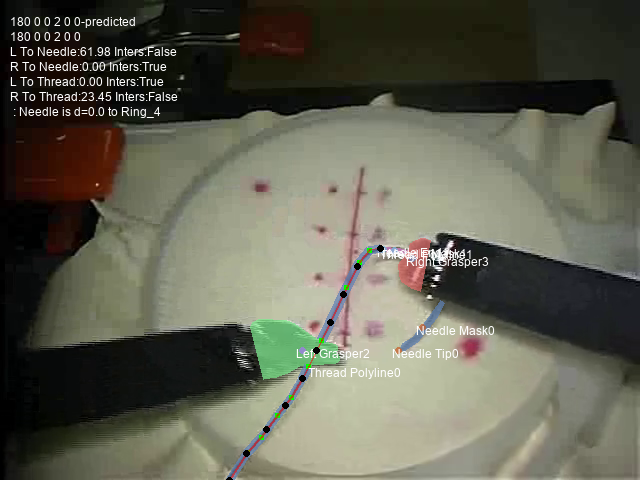 180 0 0 2 0 0-predicted
180 0 0 2 0 0
L To Needle:61.98 Inters:False
R To Needle:0.00 Inters:True
L To Thread:0.00 Inters:True
R To Thread:23.45 Inters:False
: Needle is d=0.0 to Ring_4
Right Grasper3
Needle Mask0
Left Grasper2
Needle Tip0
Thread Polyline0